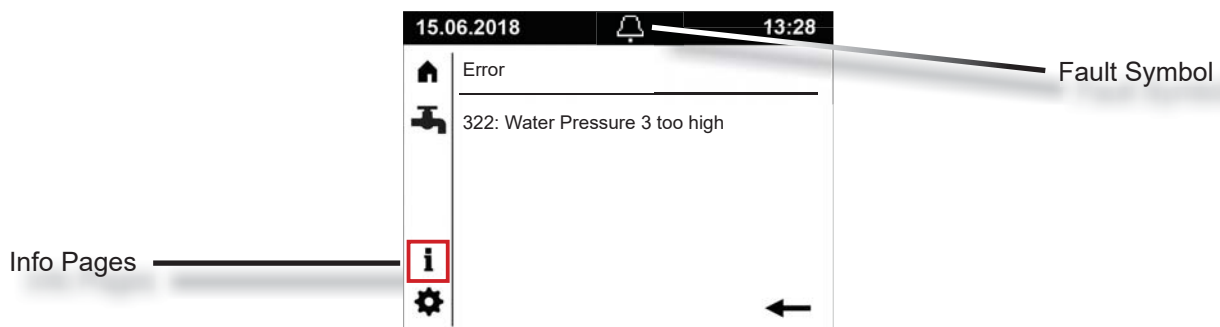 15.06.2018 13:28
Error
Fault Symbol
322: Water Pressure 3 too high
Info Pages
i